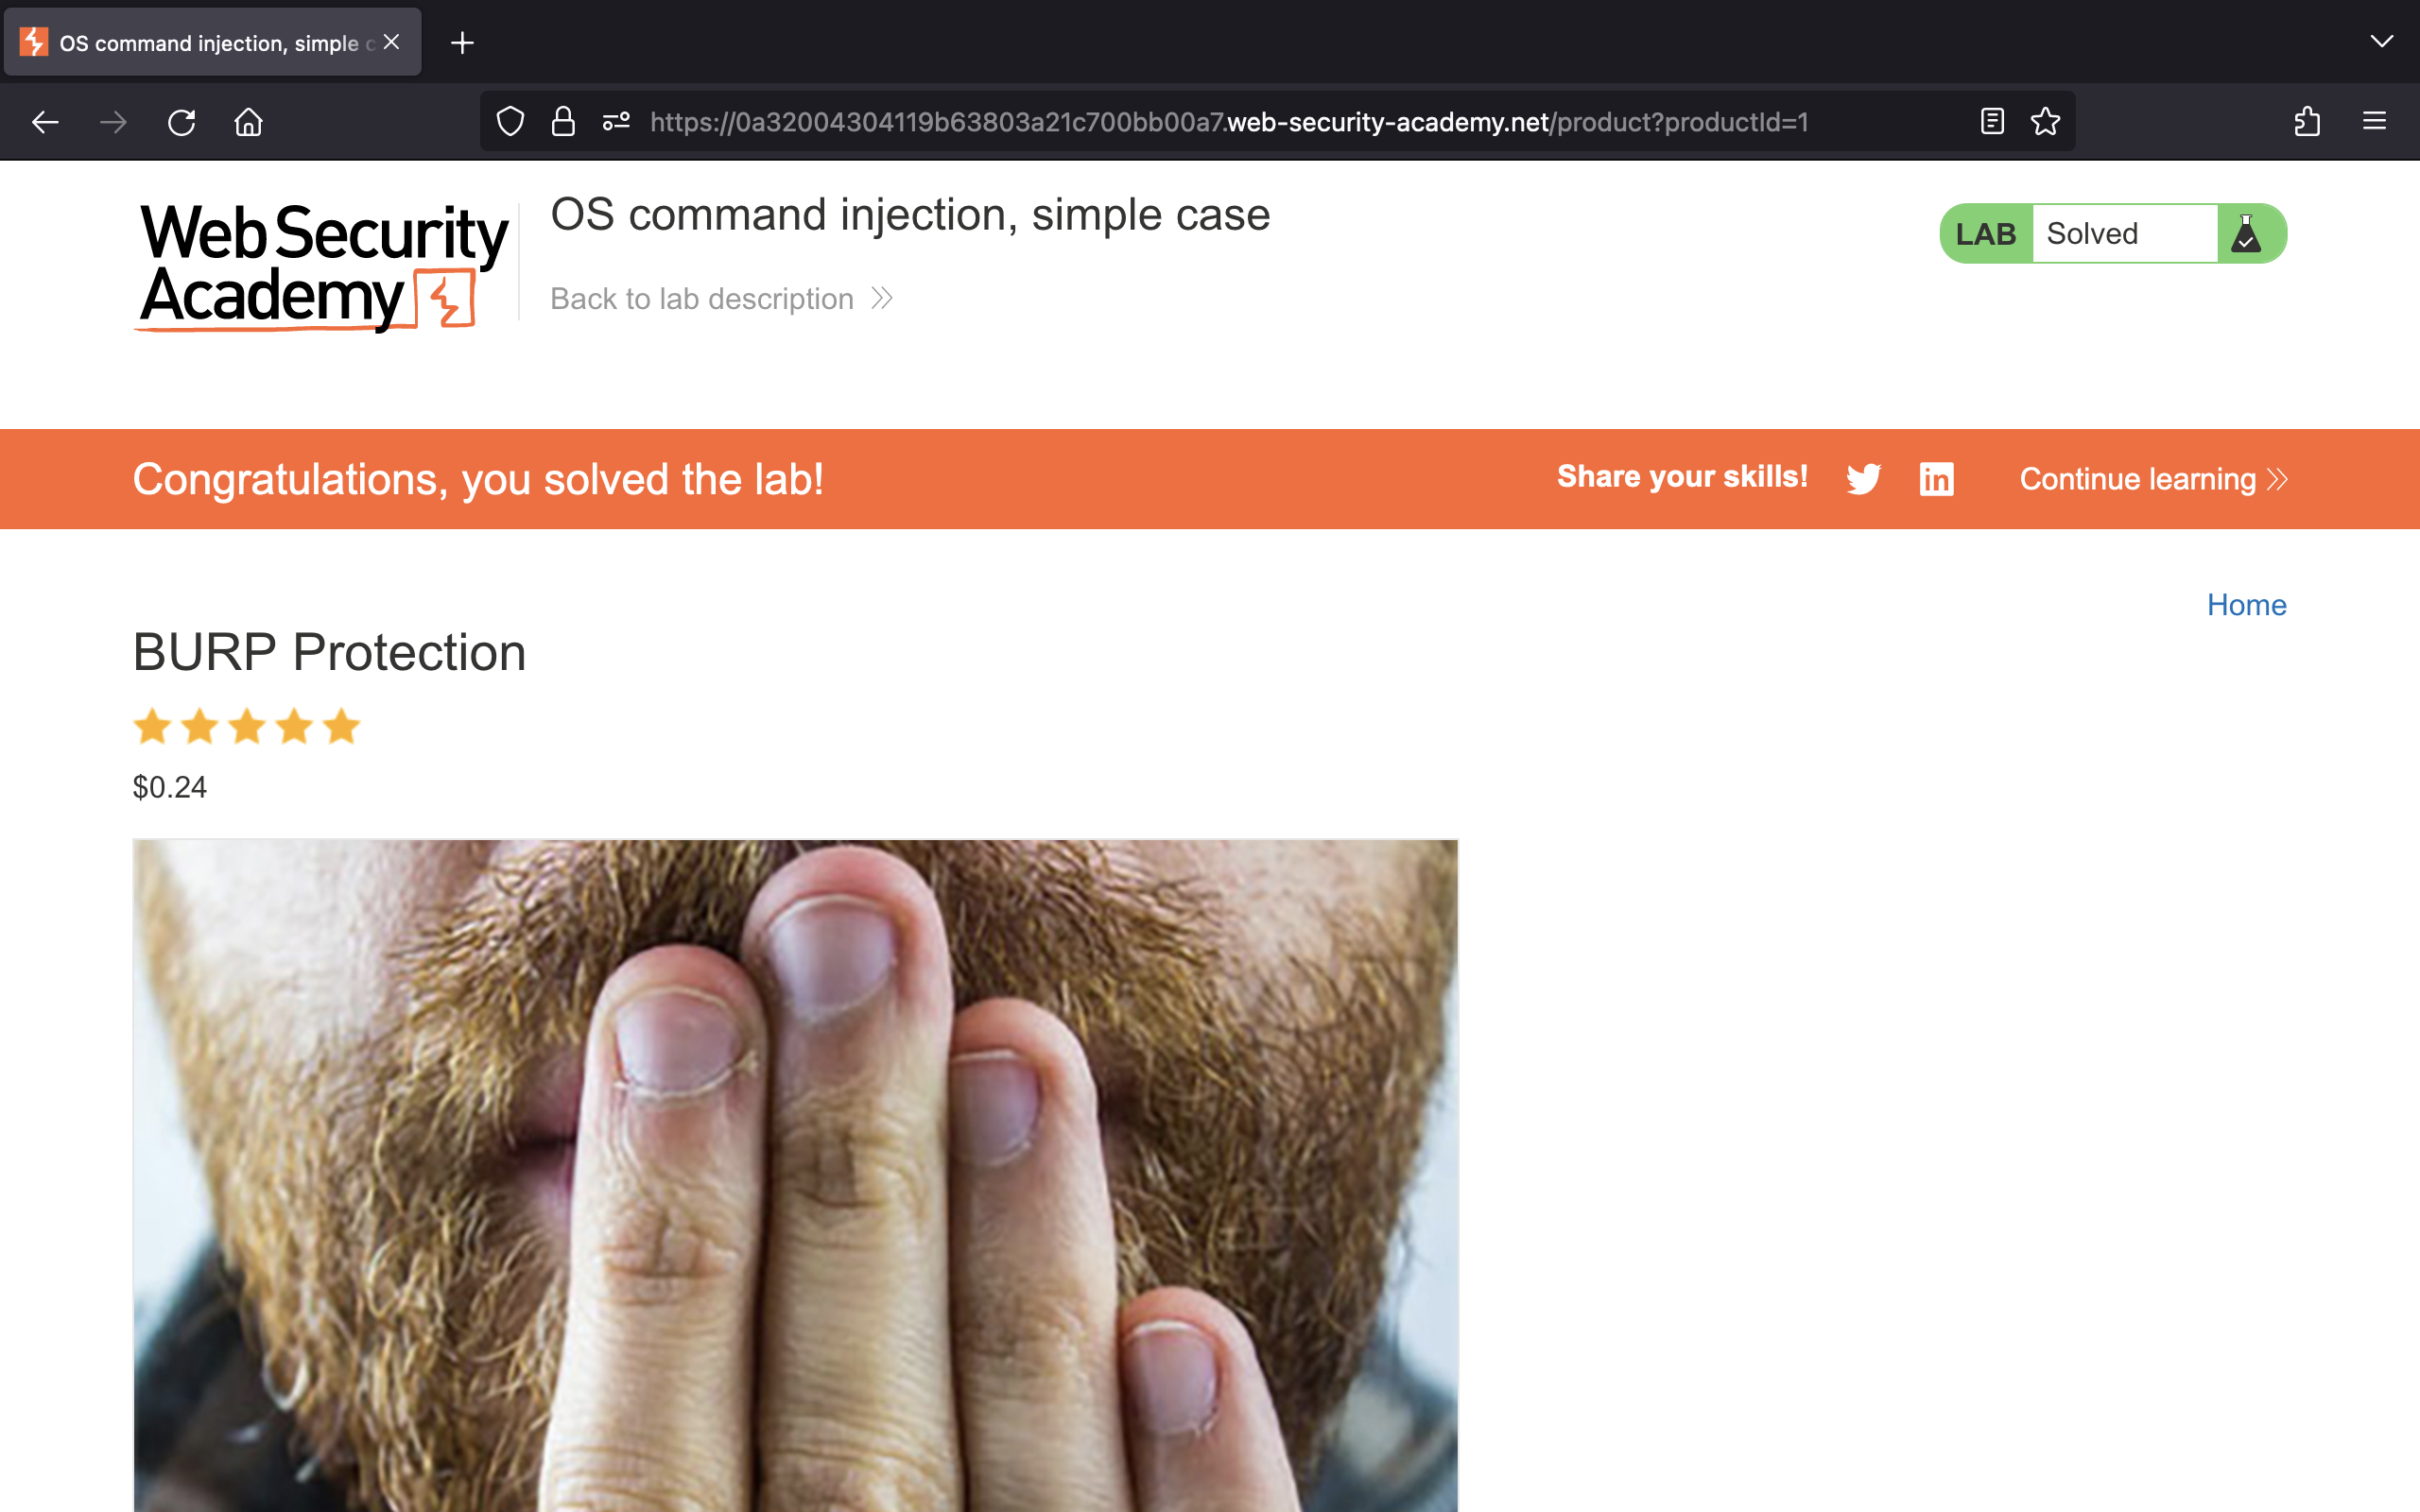 OS command injection, simple
https://0a32004304119b63803a21c700bb00a7.web-security-academy.net/product?productId=1
Web Security
Academy
OS command injection, simple case
Back to lab description
LAB Solved
Congratulations, you solved the lab!
Share your skills!
in
Continue learning
Home
BURP Protection
$0.24